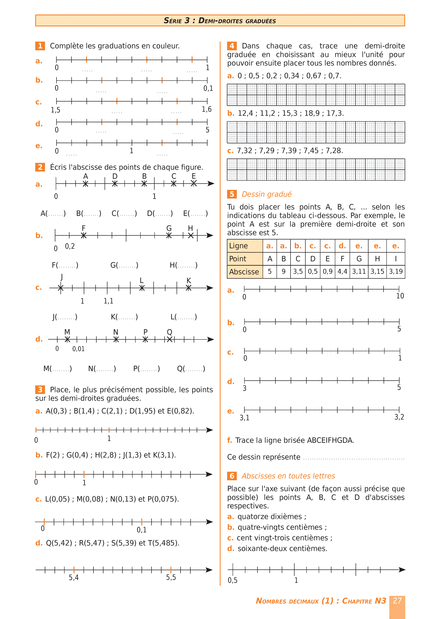 SÉRIE 3 : DEMI-DROITES GRADUÉES
1 Complète les graduations en couleur.
a.
0 ..... ..... ..... 1
b.
0 ..... ..... 0,1
c.
1,5 ..... 1,6
d.
0 ..... ..... 5
e.
0 ..... 1 .....
2 Écris l'abscisse des points de chaque figure.
a. A D B C E
0 1
A(.......) B(.......) C(.......) D(.......) E(.......)
b. F G H
0 0,2
F(.......) G(.......) H(.......)
c. J L K
1 1,1
J(.......) K(.......) L(.......)
d. M N P Q
0 0,01
M(.......) N(.......) P(.......) Q(.......)
3 Place, le plus précisément possible, les points
sur les demi-droites graduées.
a. A(0,3) ; B(1,4) ; C(2,1) ; D(1,95) et E(0,82).
0 1
b. F(2) ; G(0,4) ; H(2,8) ; J(1,3) et K(3,1).
0 1
c. L(0,05) ; M(0,08) ; N(0,13) et P(0,075).
0 0,1
d. Q(5,42) ; R(5,47) ; S(5,39) et T(5,485).
5,4 5,5
4 Dans chaque cas, trace une demi-droite
graduée en choisissant au mieux l'unité pour
pouvoir ensuite placer tous les nombres donnés.
a. 0 ; 0,5 ; 0,2 ; 0,34 ; 0,67 ; 0,7.
b. 12,4 ; 11,2 ; 15,3 ; 18,9 ; 17,3.
c. 7,32 ; 7,29 ; 7,39 ; 7,45 ; 7,28.
5 Dessin gradué
Tu dois placer les points A, B, C, ... selon les
indications du tableau ci-dessous. Par exemple, le
point A est sur la première demi-droite et son
abscisse est 5.
Ligne a. a. b. c. c. d. e. e. e.
Point A B C D E F G H I
Abscisse 5 9 3,5 0,5 0,9 4,4 3,11 3,15 3,19
a.
0 10
b.
0 5
c.
0 1
d.
3 5
e.
3,1 3,2
f. Trace la ligne brisée ABCEIFHGDA.
Ce dessin représente ..........................................
6 Abscisses en toutes lettres
Place sur l'axe suivant (de façon aussi précise que
possible) les points A, B, C et D d'abscisses
respectives.
a. quatorze dixièmes ;
b. quatre-vingts centièmes ;
c. cent vingt-trois centièmes ;
d. soixante-deux centièmes.
0,5 1
NOMBRES DÉCIMAUX (1) : CHAPITRE N3 27